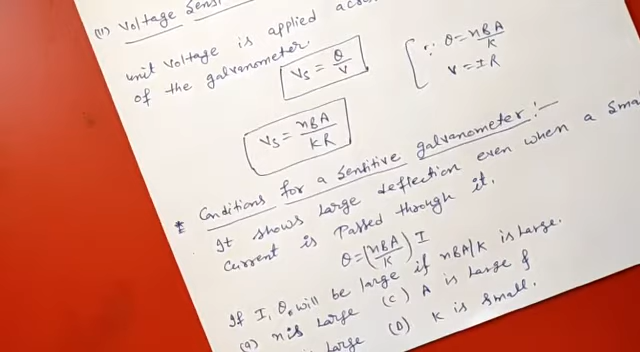 (ii) Voltage Sensi
unit voltage is applied acro
of the galvanometer
Vs = θ/V
∵ θ = nBA/K
V = IR
Vs = nBA/KR
* Conditions for a Sensitive galvanometer :-
It shows large deflection even when a Sma
Current is Passed through it.
θ = (nBA/K) I
If I, θ will be large if nBA/K is large.
(a) n is large (c) A is large &
large (D) K is small.